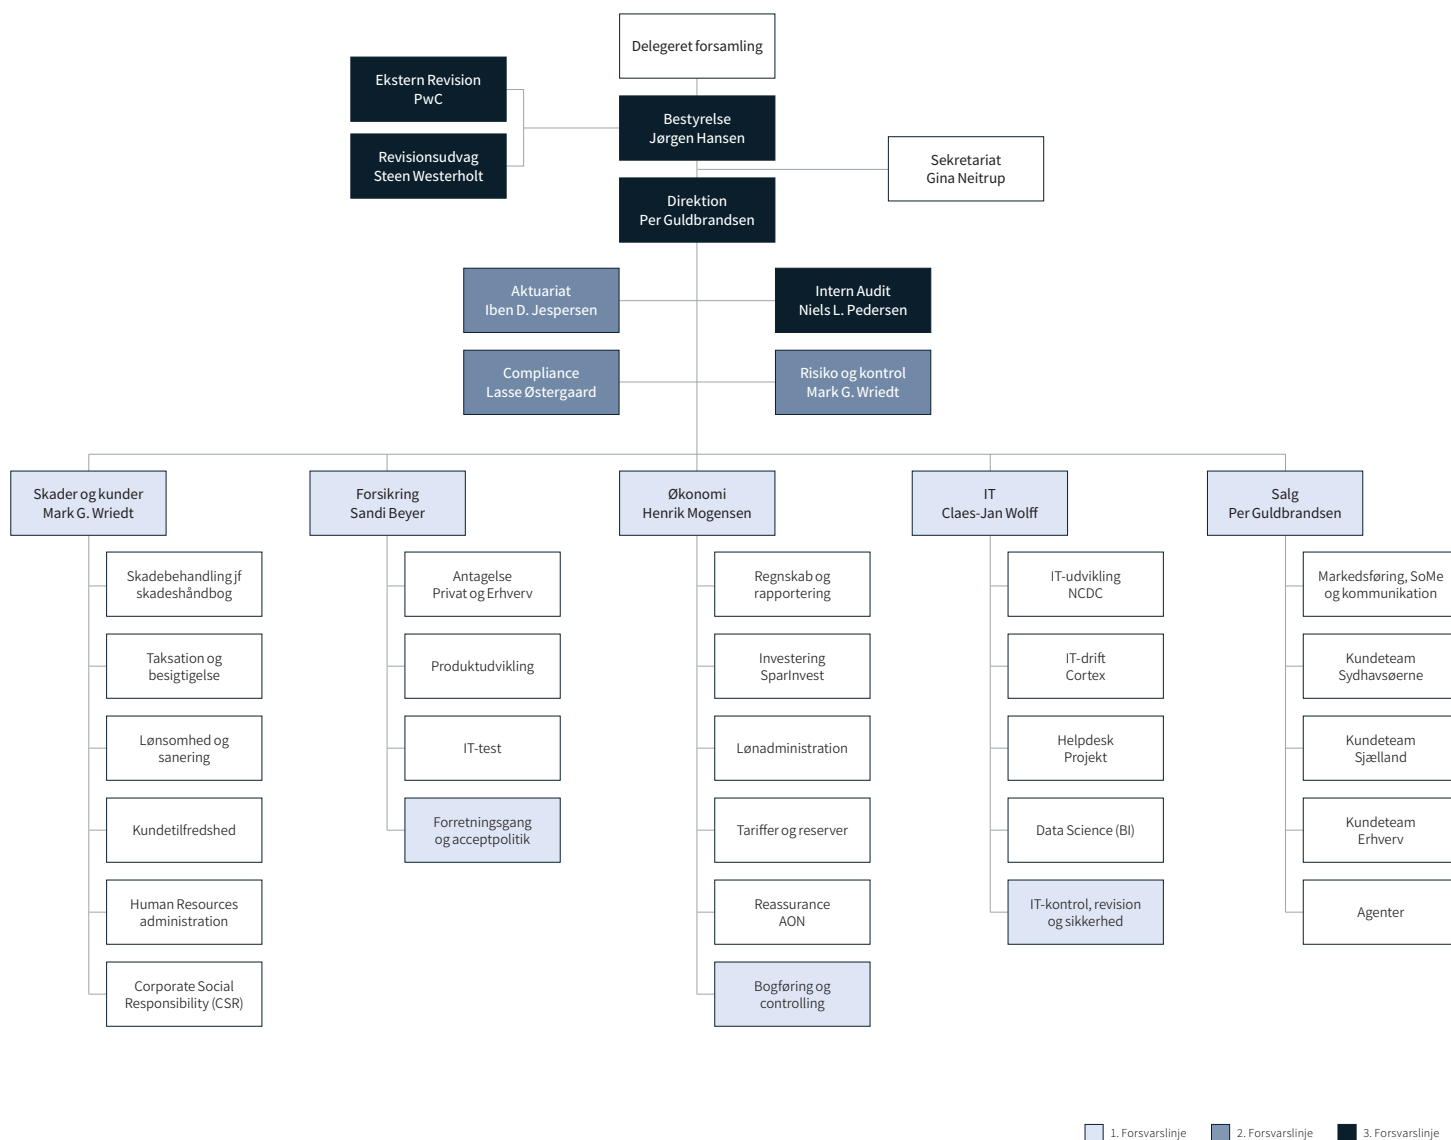 Delegeret forsamling
Ekstern Revision
PwC
Bestyrelse
Jørgen Hansen
Revisionsudvag
Steen Westerholt
Sekretariat
Gina Neitrup
Direktion
Per Guldbrandsen
Aktuariat
Iben D. Jespersen
Intern Audit
Niels L. Pedersen
Compliance
Lasse Østergaard
Risiko og kontrol
Mark G. Wriedt
Skader og kunder
Mark G. Wriedt
Skadebehandling jf
skadeshåndbog
Taksation og
besigtigelse
Lønsomhed og
sanering
Kundetilfredshed
Human Resources
administration
Corporate Social
Responsibility (CSR)
Forsikring
Sandi Beyer
Antagelse
Privat og Erhverv
Produktudvikling
IT-test
Forretningsgang
og acceptpolitik
Økonomi
Henrik Mogensen
Regnskab og
rapportering
Investering
SparInvest
Lønadministration
Tariffer og reserver
Reassurance
AON
Bogføring og
controlling
IT
Claes-Jan Wolff
IT-udvikling
NCDC
IT-drift
Cortex
Helpdesk
Projekt
Data Science (BI)
IT-kontrol, revision
og sikkerhed
Salg
Per Guldbrandsen
Markedsføring, SoMe
og kommunikation
Kundeteam
Sydhavsøerne
Kundeteam
Sjælland
Kundeteam
Erhverv
Agenter
1. Forsvarslinje
2. Forsvarslinje
3. Forsvarslinje